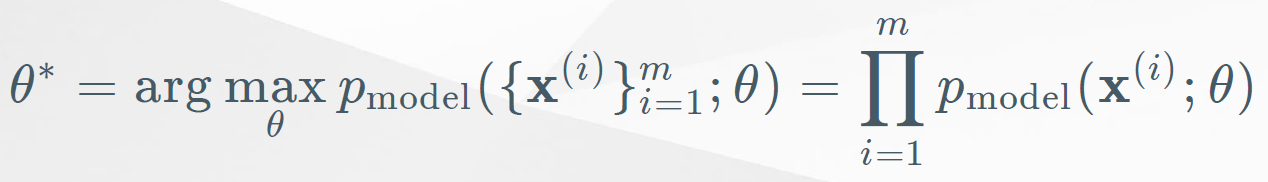 θ* = arg max_θ p_model({x^(i)}_{i=1}^m; θ) = ∏_{i=1}^m p_model(x^(i); θ)